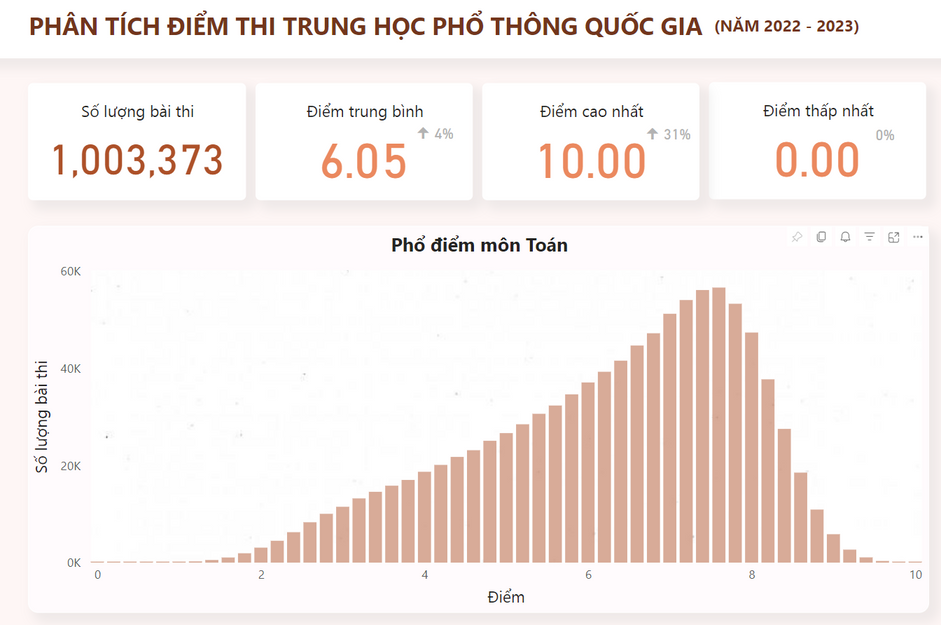 PHÂN TÍCH ĐIỂM THI TRUNG HỌC PHỔ THÔNG QUỐC GIA (NĂM 2022 - 2023)
Số lượng bài thi
1,003,373
Điểm trung bình
4%
6.05
Điểm cao nhất
31%
10.00
Điểm thấp nhất
0%
0.00
Phổ điểm môn Toán
Số lượng bài thi
60K
40K
20K
0K
0 2 4 6 8 10
Điểm